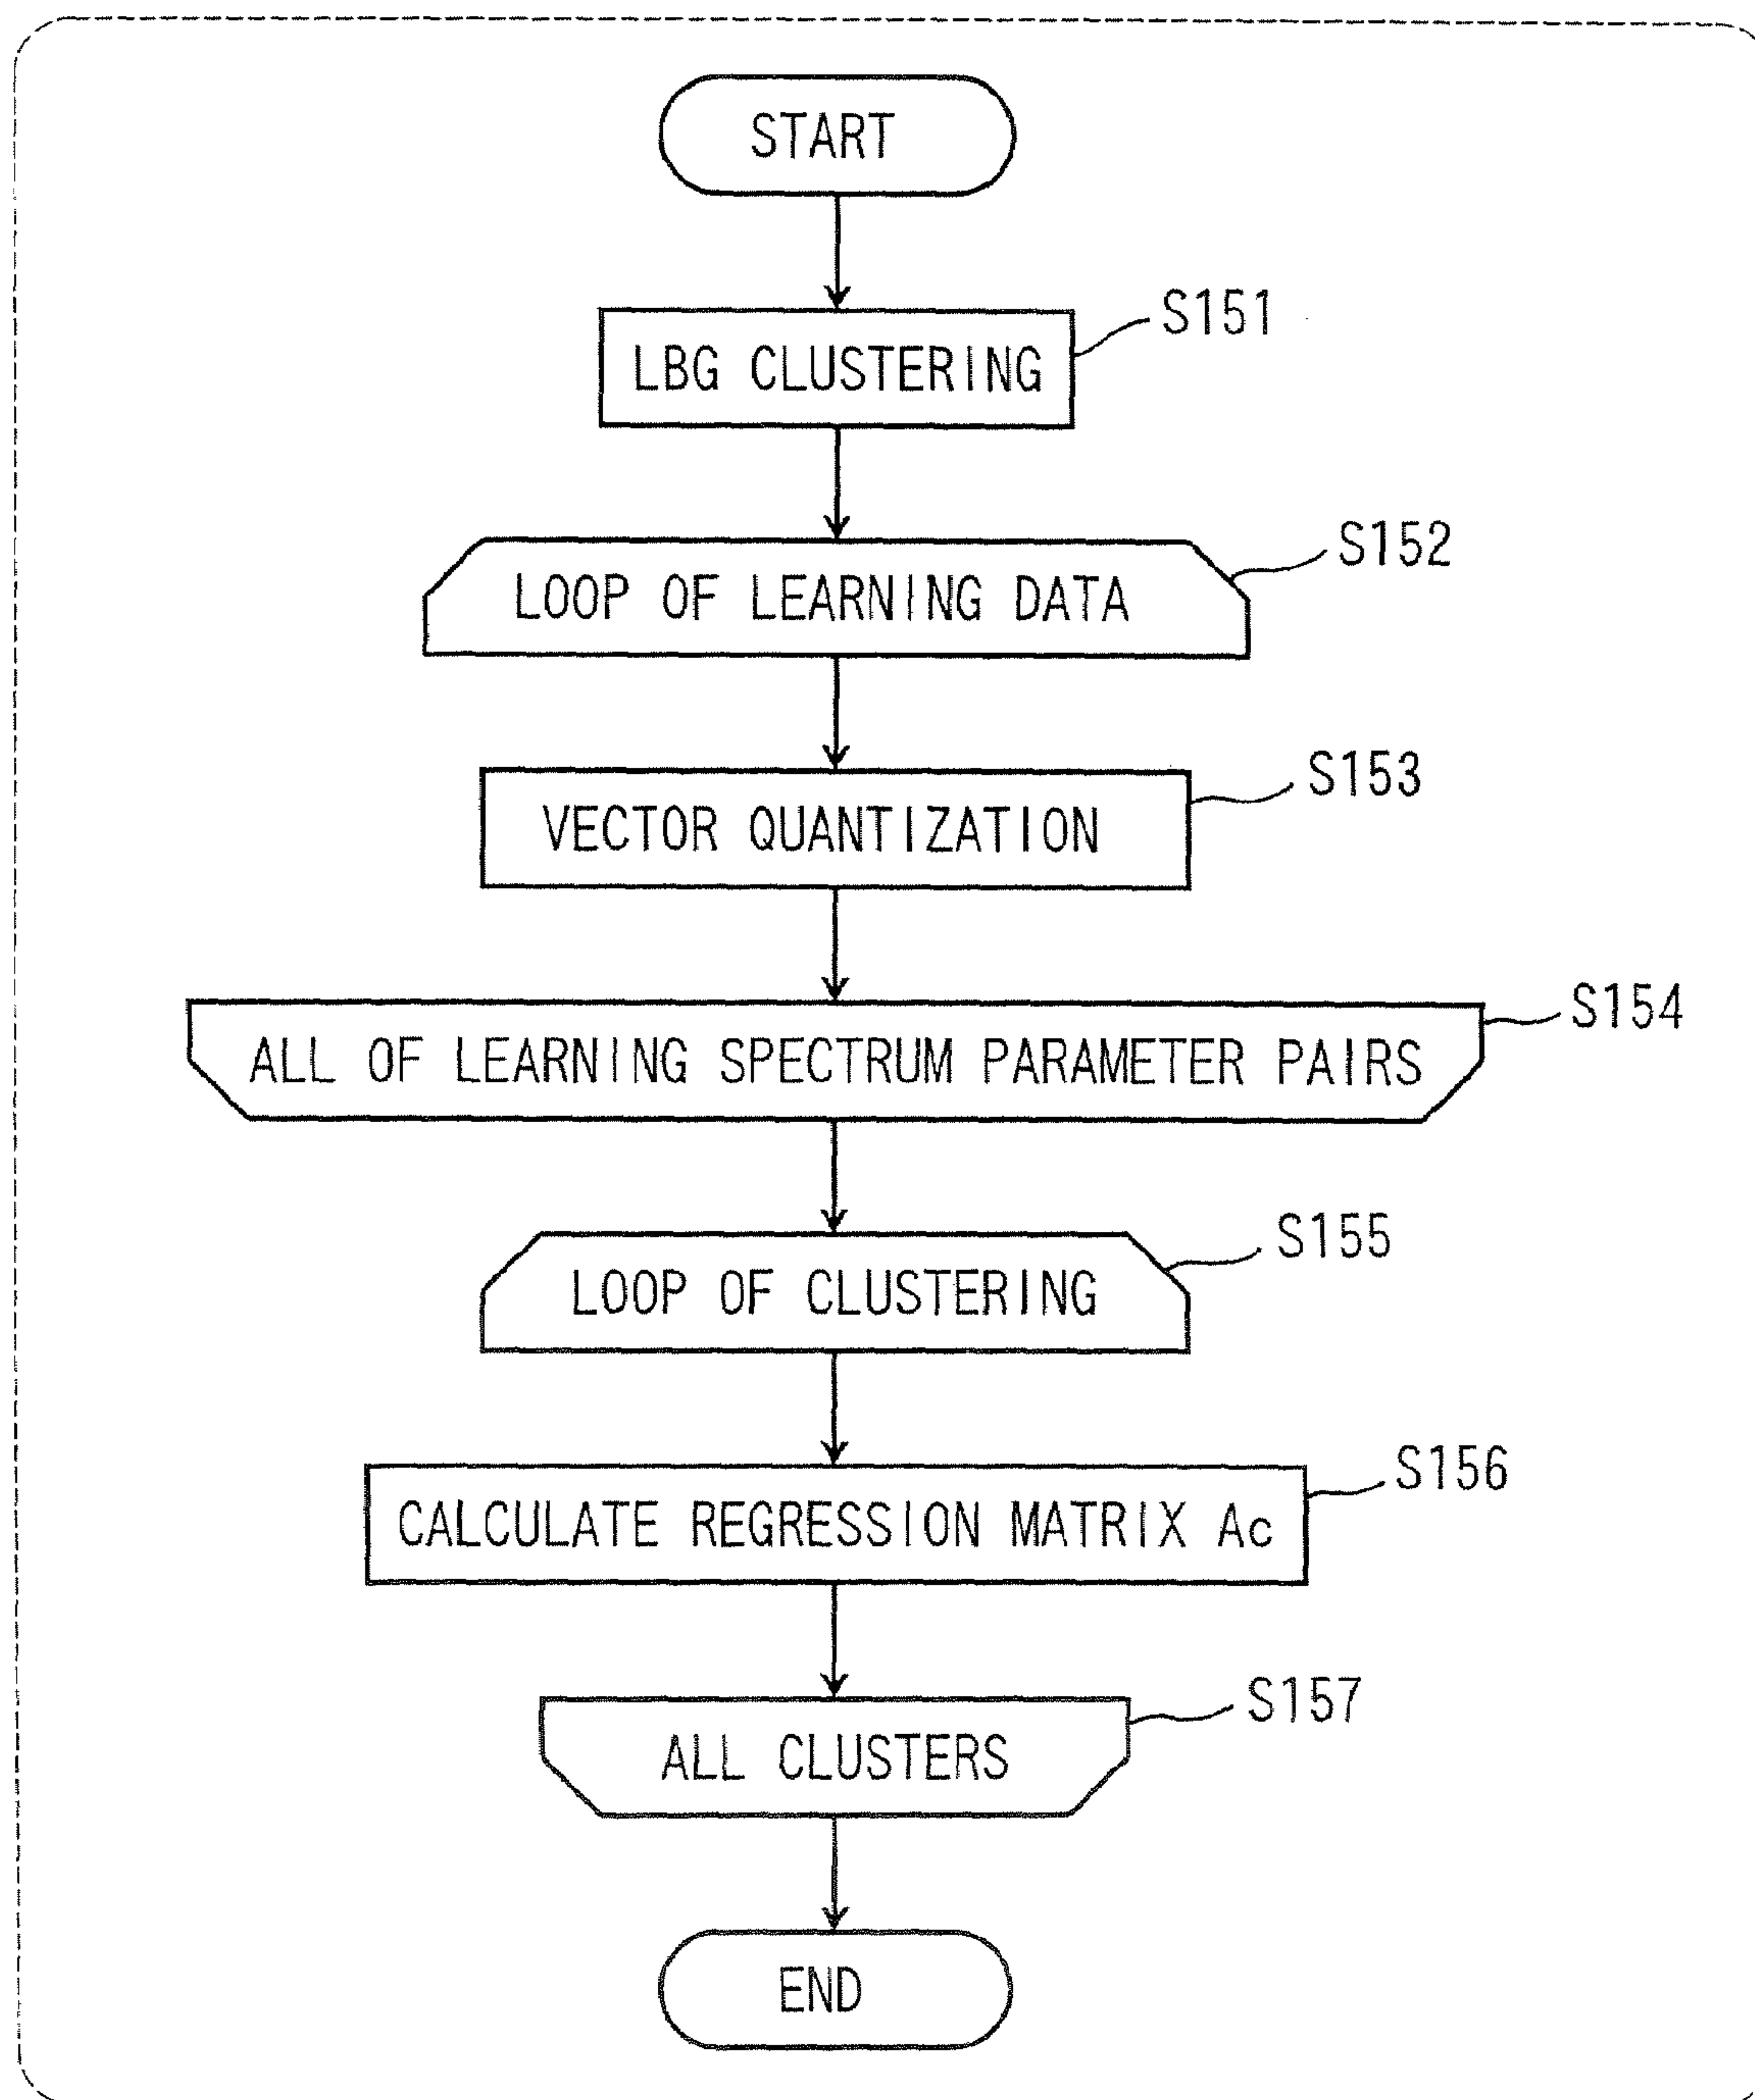 START
S151
LBG CLUSTERING
S152
LOOP OF LEARNING DATA
S153
VECTOR QUANTIZATION
S154
ALL OF LEARNING SPECTRUM PARAMETER PAIRS
S155
LOOP OF CLUSTERING
S156
CALCULATE REGRESSION MATRIX Ac
S157
ALL CLUSTERS
END